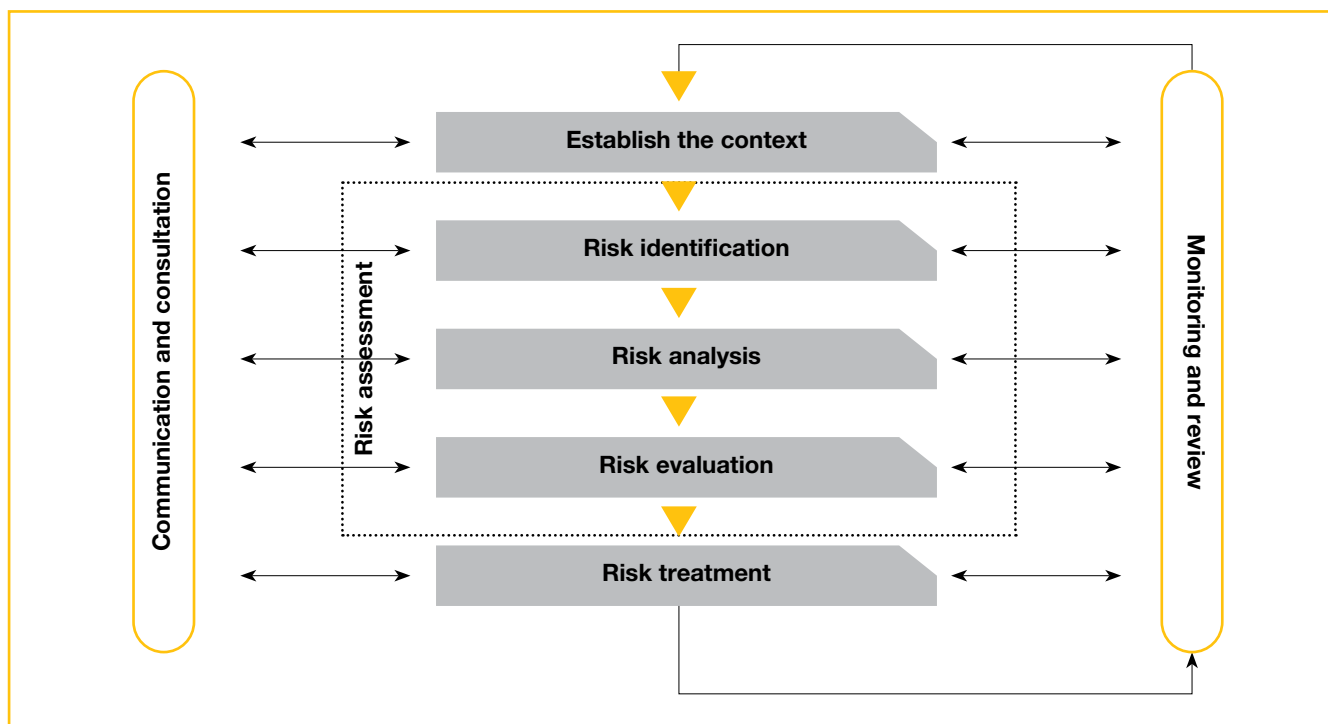 Communication and consultation
Establish the context
Risk assessment
Risk identification
Risk analysis
Risk evaluation
Risk treatment
Monitoring and review